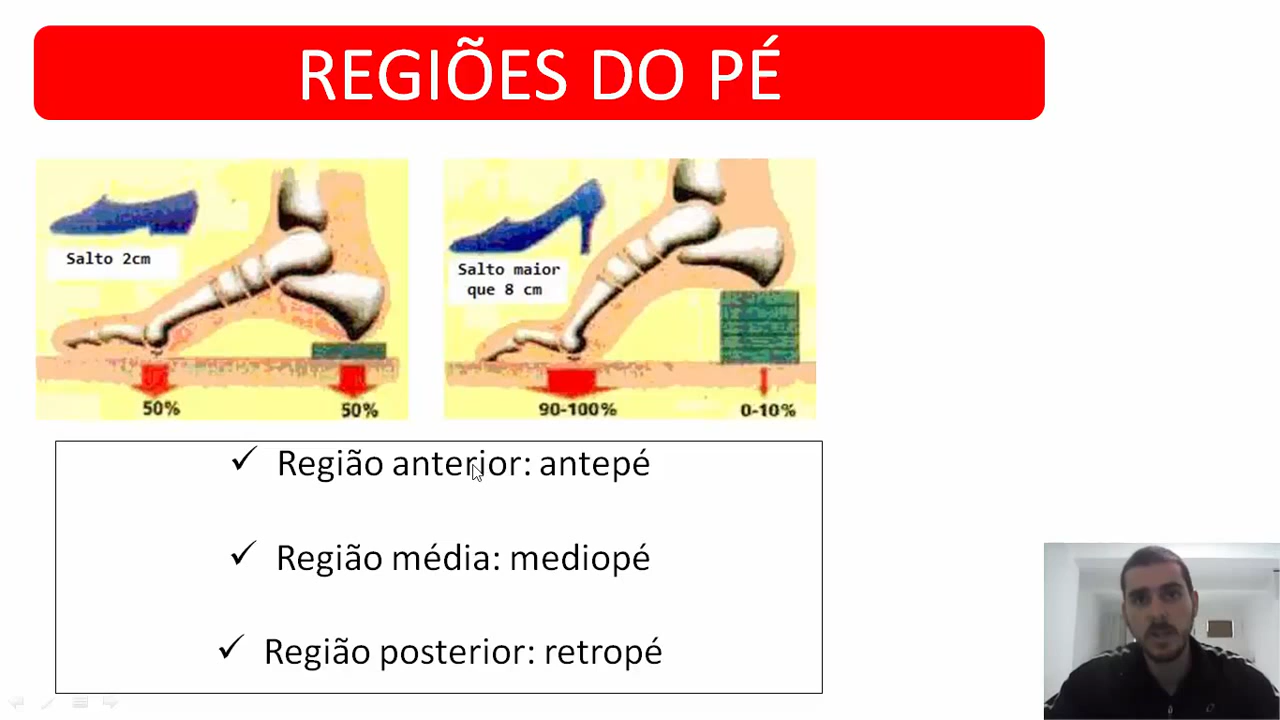 REGIÕES DO PÉ
Salto 2cm
50%
50%
Salto maior
que 8 cm
90-100%
0-10%
✓ Região anterior: antepé
✓ Região média: mediopé
✓ Região posterior: retropé